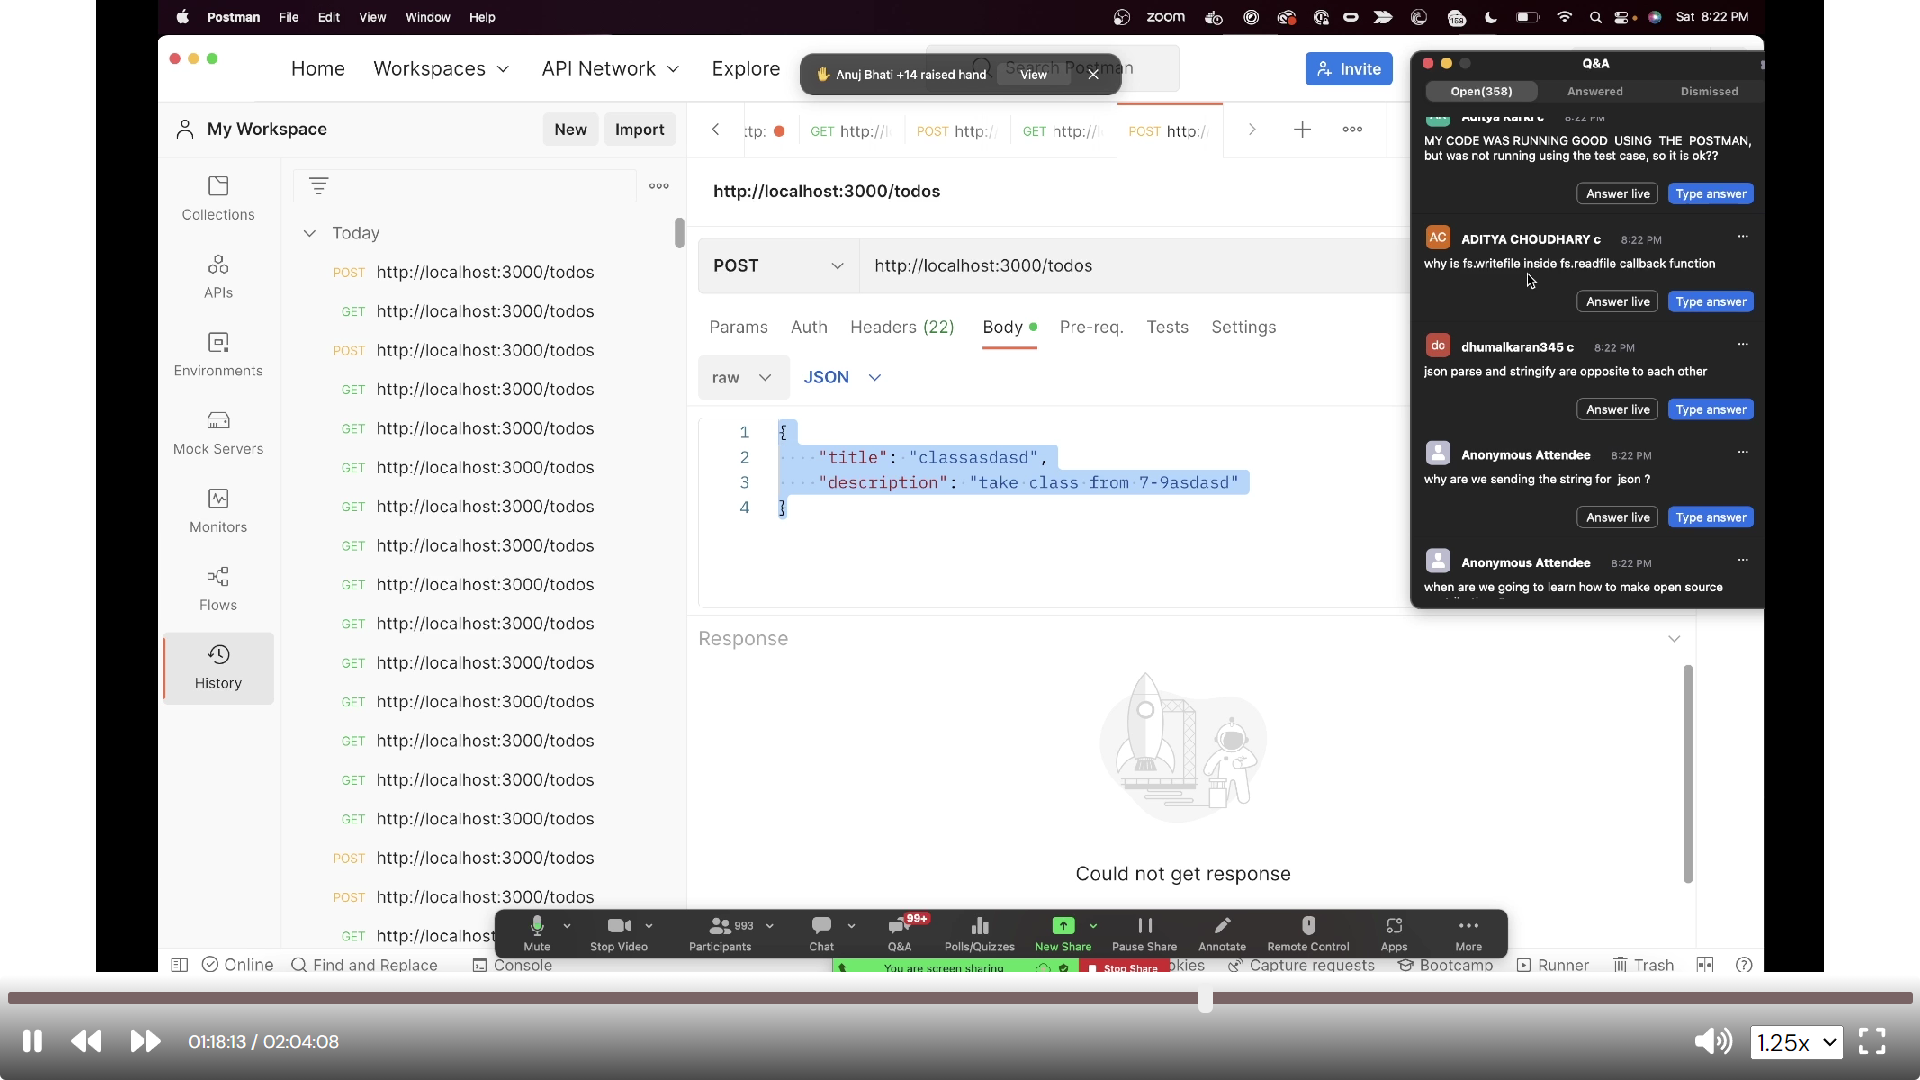 Postman File Edit View Window Help
zoom
159
Sat 8:22 PM
Home Workspaces API Network Explore
Anuj Bhati +14 raised hand View
Search Postman
Invite
My Workspace
New Import
GET http://l
POST http:/
GET http://l
POST http:/
Collections
APIs
Environments
Mock Servers
Monitors
Flows
History
Today
POST http://localhost:3000/todos
GET http://localhost:3000/todos
POST http://localhost:3000/todos
GET http://localhost:3000/todos
GET http://localhost:3000/todos
GET http://localhost:3000/todos
GET http://localhost:3000/todos
GET http://localhost:3000/todos
GET http://localhost:3000/todos
GET http://localhost:3000/todos
GET http://localhost:3000/todos
GET http://localhost:3000/todos
GET http://localhost:3000/todos
GET http://localhost:3000/todos
GET http://localhost:3000/todos
POST http://localhost:3000/todos
POST http://localhost:3000/todos
GET http://localhost
http://localhost:3000/todos
POST http://localhost:3000/todos
Params Auth Headers (22) Body Pre-req. Tests Settings
raw JSON
1 {
2 "title": "classasdasd",
3 "description": "take class from 7-9asdasd"
4 }
Response
Could not get response
Q&A
Open(358) Answered Dismissed
Aditya Karki c 8:22 PM
MY CODE WAS RUNNING GOOD USING THE POSTMAN,
but was not running using the test case, so it is ok??
Answer live Type answer
AC ADITYA CHOUDHARY c 8:22 PM
why is fs.writefile inside fs.readfile callback function
Answer live Type answer
dc dhumalkaran345 c 8:22 PM
json parse and stringify are opposite to each other
Answer live Type answer
Anonymous Attendee 8:22 PM
why are we sending the string for json ?
Answer live Type answer
Anonymous Attendee 8:22 PM
when are we going to learn how to make open source
Mute
Stop Video
993 Participants
Chat
99+ Q&A
Polls/Quizzes
New Share
Pause Share
Annotate
Remote Control
Apps
More
Online Find and Replace Console
You are screen sharing Stop Share
okies Capture requests Bootcamp Runner Trash
01:18:13 / 02:04:08
1.25x